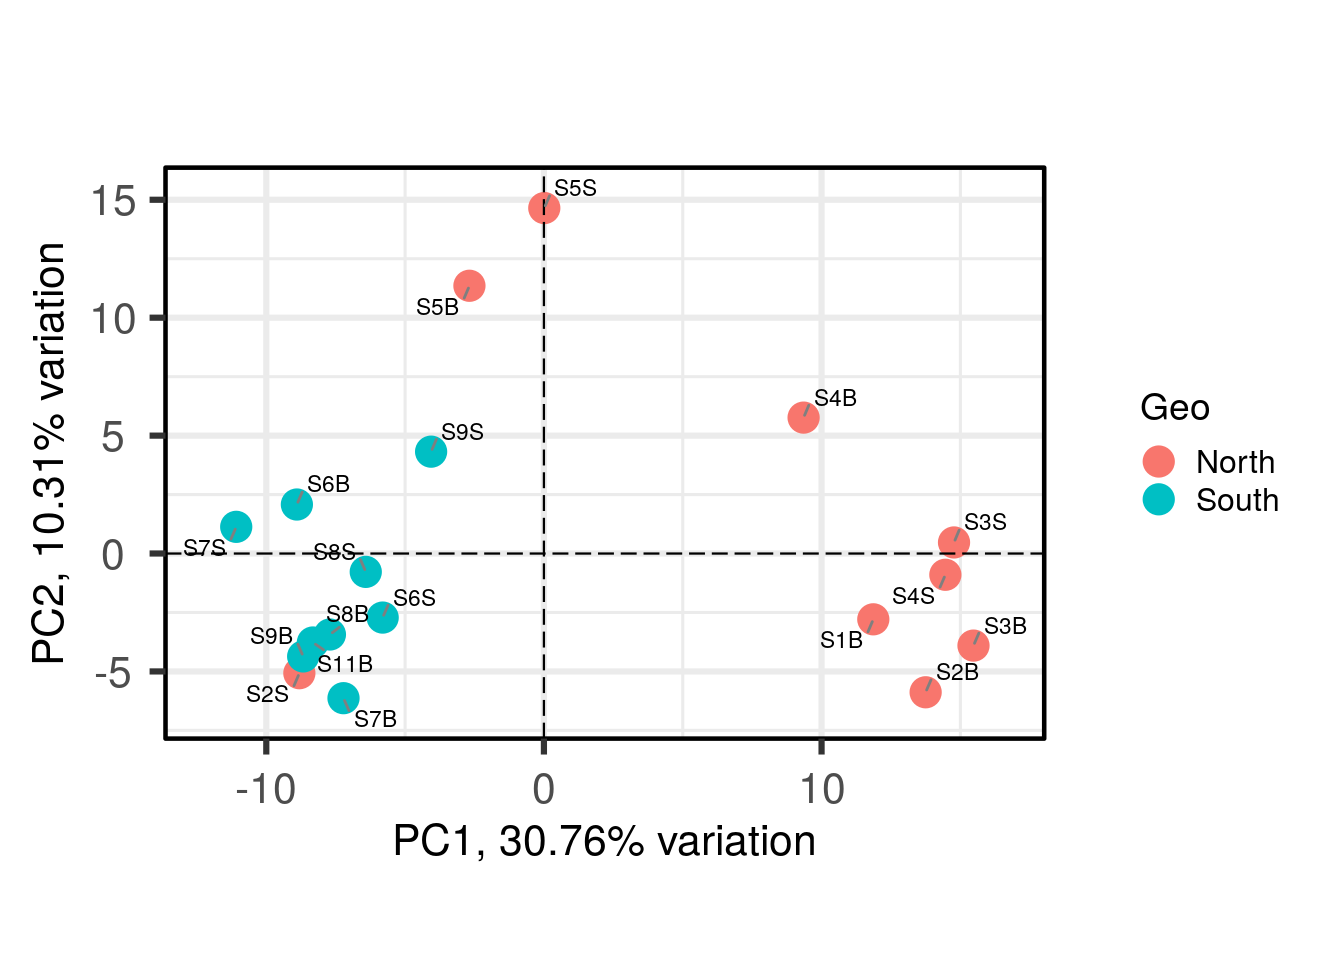 S5S
15
S5B
10
S4B
S9S
5
S6B
S3S
S7S
S8S
0
S4S
S6S
S8B
S1B
S3B
S9B
S11B
S2B
-5
S2S
S7B
-10
0
10
PC1, 30.76% variation
PC2, 10.31% variation
Geo
North
South